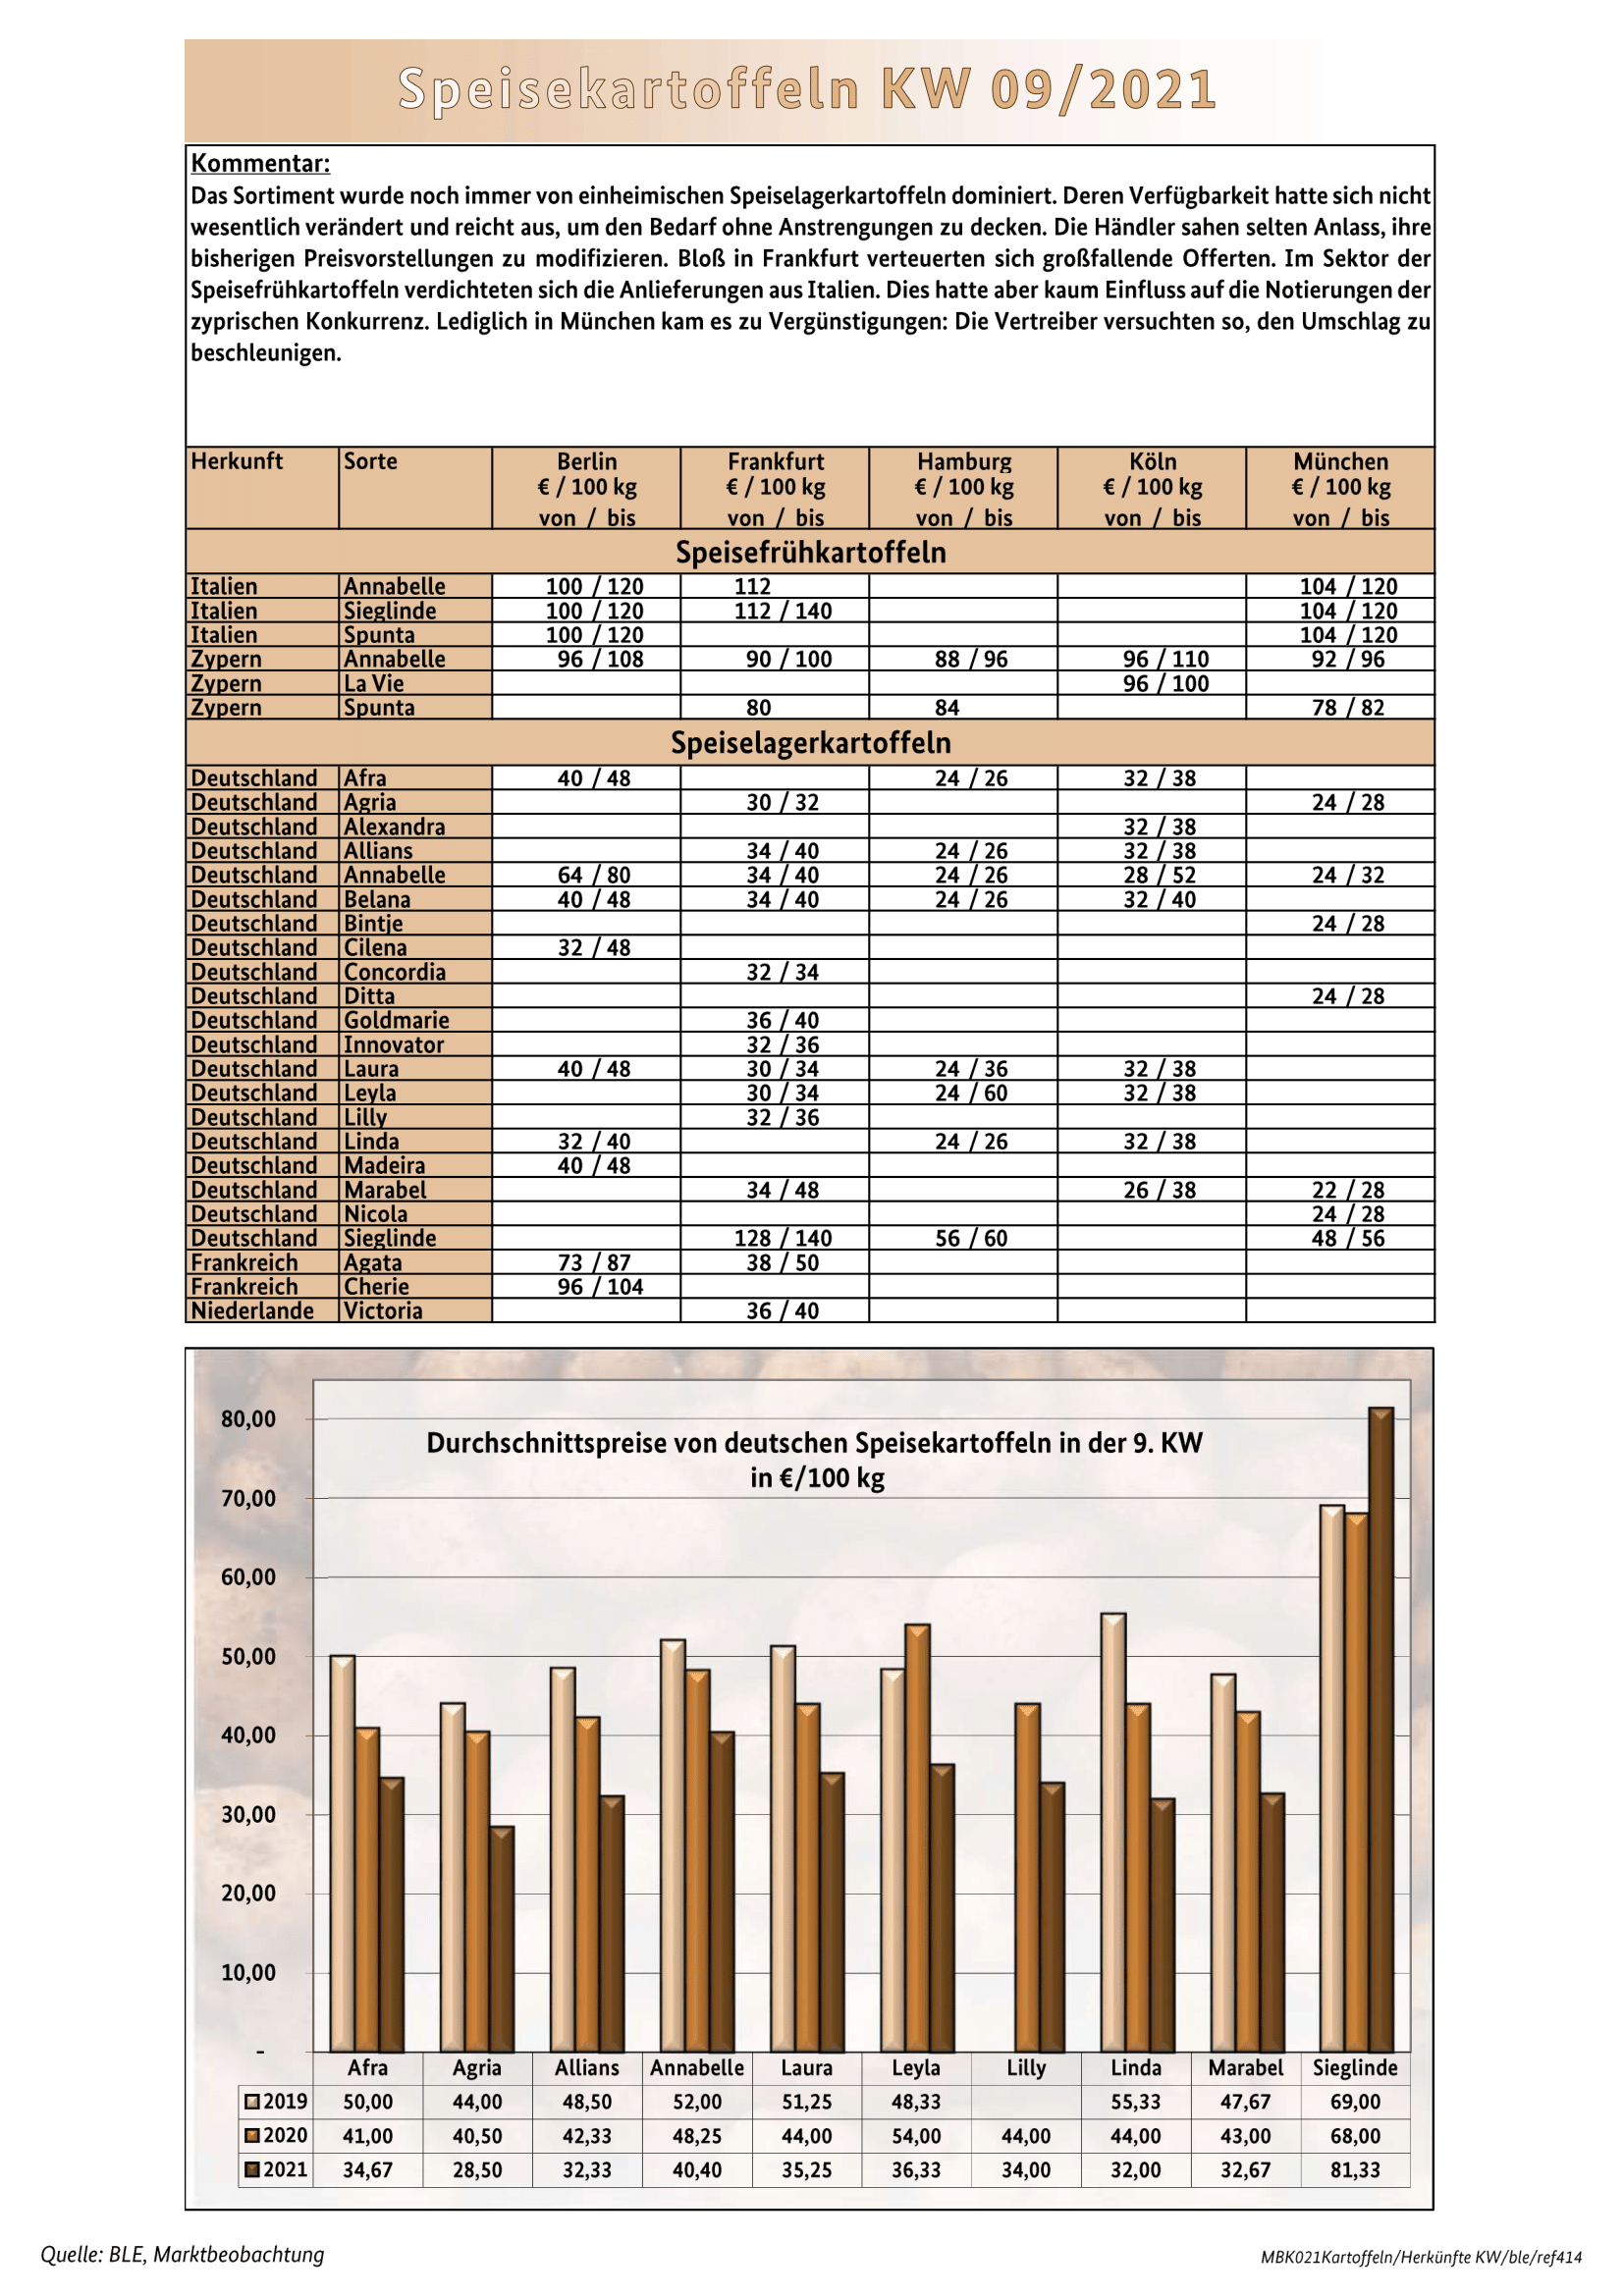 Speisekartoffeln KW 09/2021
Kommentar:
Das Sortiment wurde noch immer von einheimischen Speiselagerkartoffeln dominiert. Deren Verfügbarkeit hatte sich nicht
wesentlich verändert und reicht aus, um den Bedarf ohne Anstrengungen zu decken. Die Händler sahen selten Anlass, ihre
bisherigen Preisvorstellungen zu modifizieren. Bloß in Frankfurt verteuerten sich großfallende Offerten. Im Sektor der
Speisefrühkartoffeln verdichteten sich die Anlieferungen aus Italien. Dies hatte aber kaum Einfluss auf die Notierungen der
zyprischen Konkurrenz. Lediglich in München kam es zu Vergünstigungen: Die Vertreiber versuchten so, den Umschlag zu
beschleunigen.
Herkunft Sorte Berlin Frankfurt Hamburg Köln München
€ / 100 kg € / 100 kg € / 100 kg € / 100 kg € / 100 kg
von / bis von / bis von / bis von / bis von / bis
Speisefrühkartoffeln
Italien Annabelle 100 / 120 112 104 / 120
Italien Sieglinde 100 / 120 112 / 140 104 / 120
Italien Spunta 100 / 120 104 / 120
Zypern Annabelle 96 / 108 90 / 100 88 / 96 96 / 110 92 / 96
Zypern La Vie 96 / 100
Zypern Spunta 80 84 78 / 82
Speiselagerkartoffeln
Deutschland Afra 40 / 48 24 / 26 32 / 38
Deutschland Agria 30 / 32 24 / 28
Deutschland Alexandra 32 / 38
Deutschland Allians 34 / 40 24 / 26 32 / 38
Deutschland Annabelle 64 / 80 34 / 40 24 / 26 28 / 52 24 / 32
Deutschland Belana 40 / 48 34 / 40 24 / 26 32 / 40
Deutschland Bintje 24 / 28
Deutschland Cilena 32 / 48
Deutschland Concordia 32 / 34
Deutschland Ditta 24 / 28
Deutschland Goldmarie 36 / 40
Deutschland Innovator 32 / 36
Deutschland Laura 40 / 48 30 / 34 24 / 36 32 / 38
Deutschland Leyla 30 / 34 24 / 60 32 / 38
Deutschland Lilly 32 / 36
Deutschland Linda 32 / 40 24 / 26 32 / 38
Deutschland Madeira 40 / 48
Deutschland Marabel 34 / 48 26 / 38 22 / 28
Deutschland Nicola 24 / 28
Deutschland Sieglinde 128 / 140 56 / 60 48 / 56
Frankreich Agata 73 / 87 38 / 50
Frankreich Cherie 96 / 104
Niederlande Victoria 36 / 40
Durchschnittspreise von deutschen Speisekartoffeln in der 9. KW
in €/100 kg
80,00
70,00
60,00
50,00
40,00
30,00
20,00
10,00
-
Afra Agria Allians Annabelle Laura Leyla Lilly Linda Marabel Sieglinde
2019 50,00 44,00 48,50 52,00 51,25 48,33 55,33 47,67 69,00
2020 41,00 40,50 42,33 48,25 44,00 54,00 44,00 44,00 43,00 68,00
2021 34,67 28,50 32,33 40,40 35,25 36,33 34,00 32,00 32,67 81,33
Quelle: BLE, Marktbeobachtung
MBK021Kartoffeln/Herkünfte KW/ble/ref414